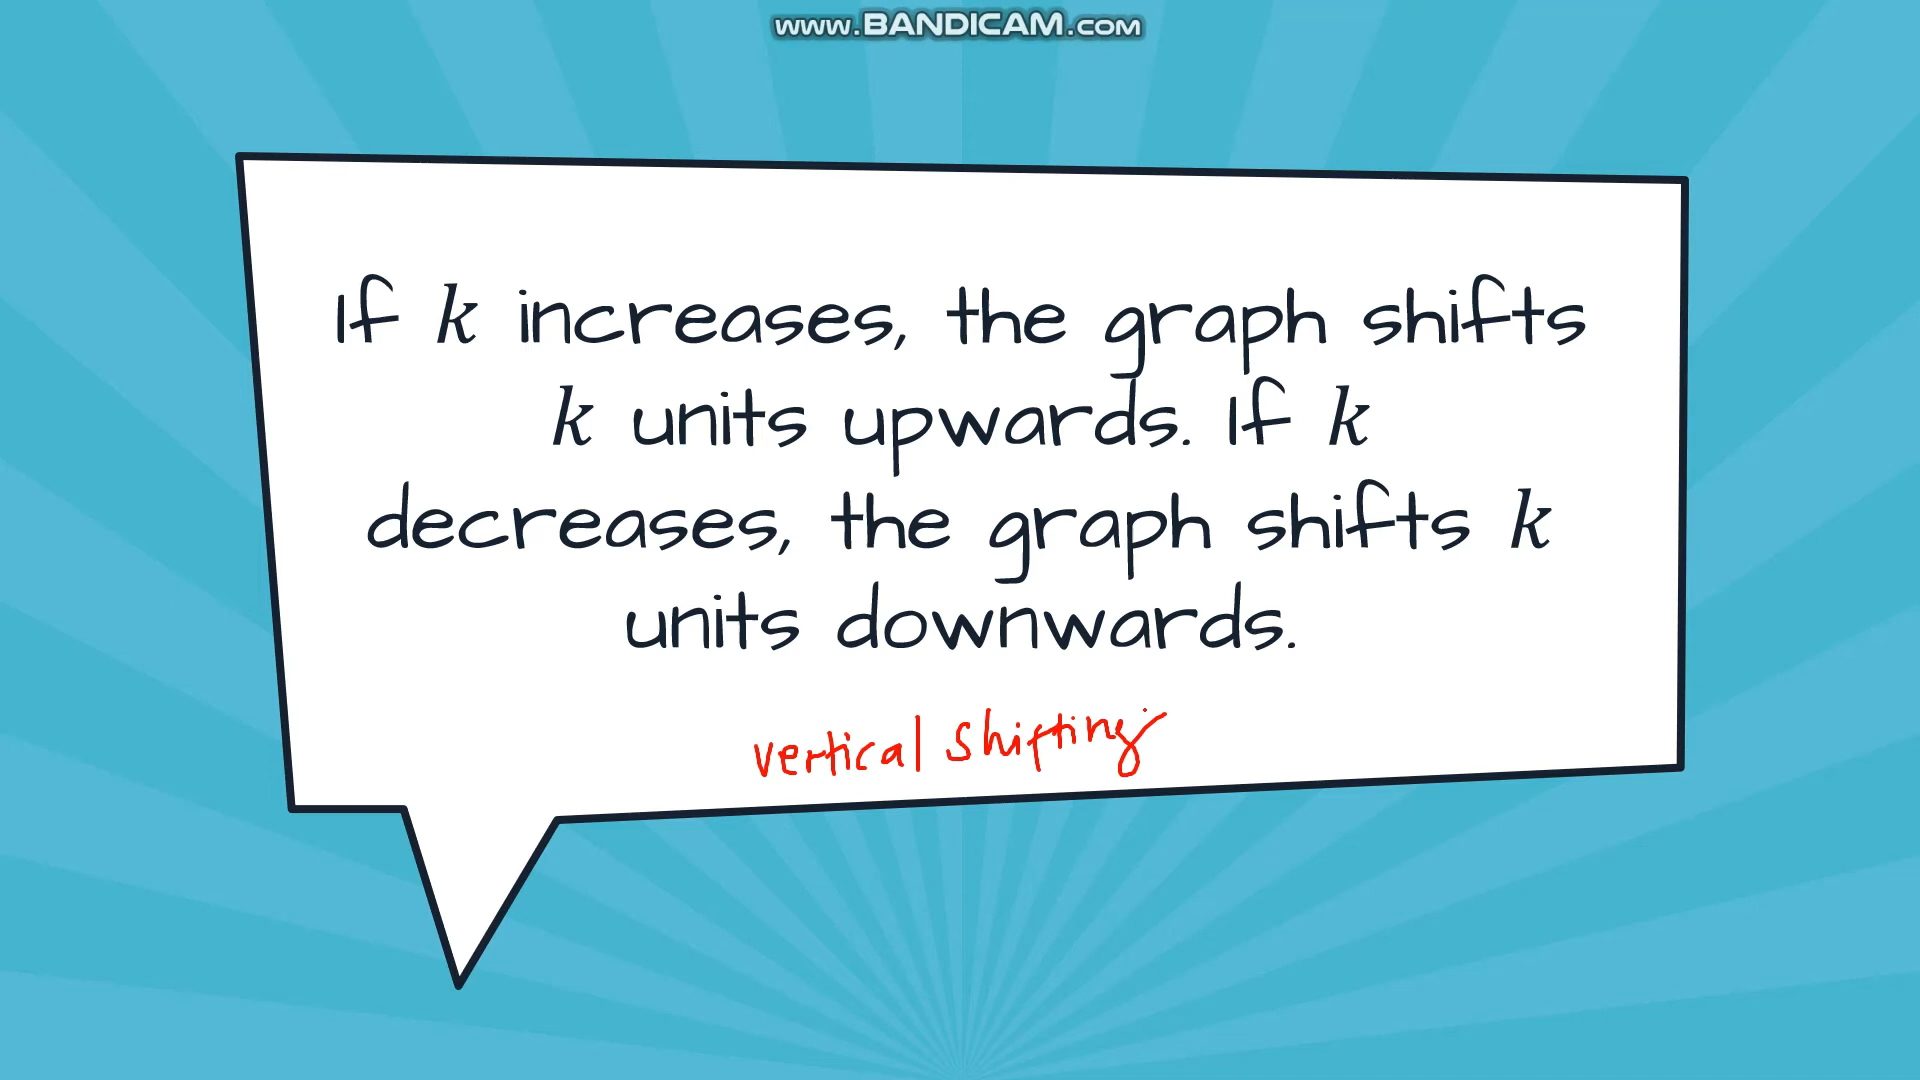 www.BANDICAM.com
If k increases, the graph shifts
k units upwards. If k
decreases, the graph shifts k
units downwards.
vertical shifting